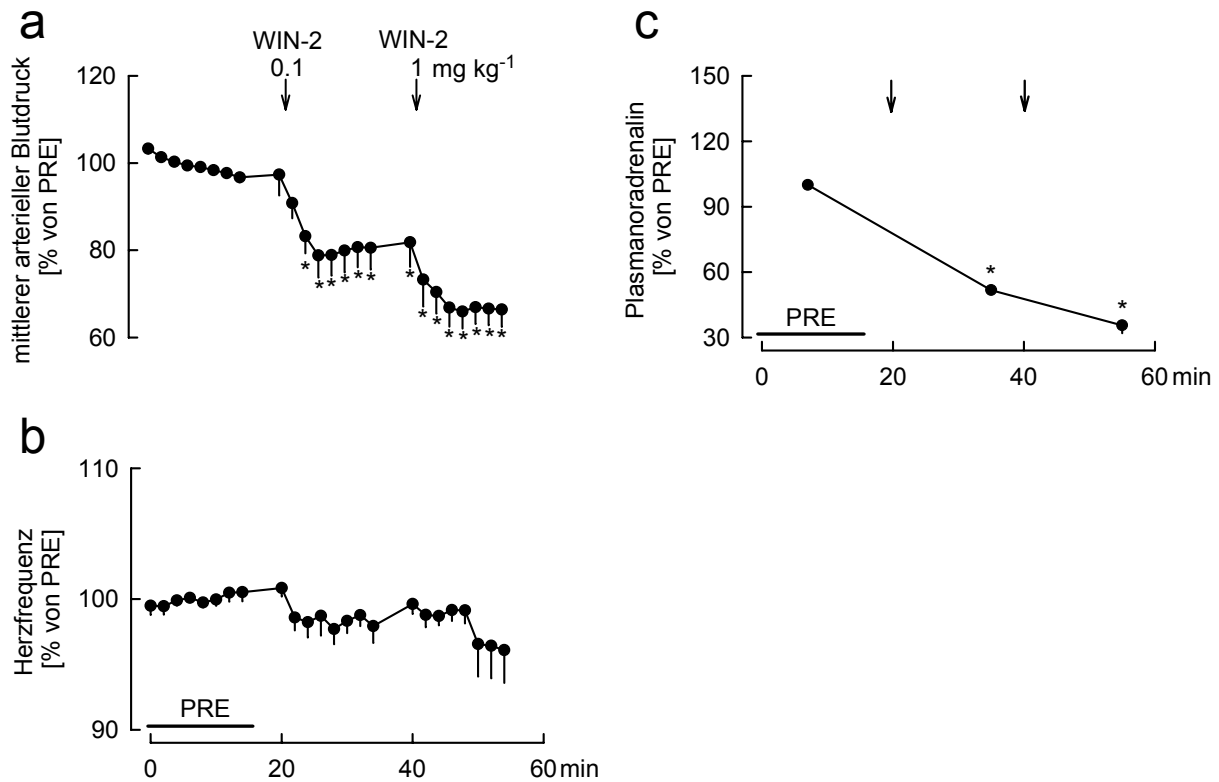 a
WIN-2 WIN-2
0.1 1 mg kg-1
mittlerer arterieller Blutdruck
[% von PRE]
120
100
80
60
*
*
*
*
*
*
*
*
*
*
*
*
*
*
b
Herzfrequenz
[% von PRE]
110
100
90
PRE
0 20 40 60 min
c
Plasmanoradrenalin
[% von PRE]
150
120
90
60
30
*
*
PRE
0 20 40 60 min